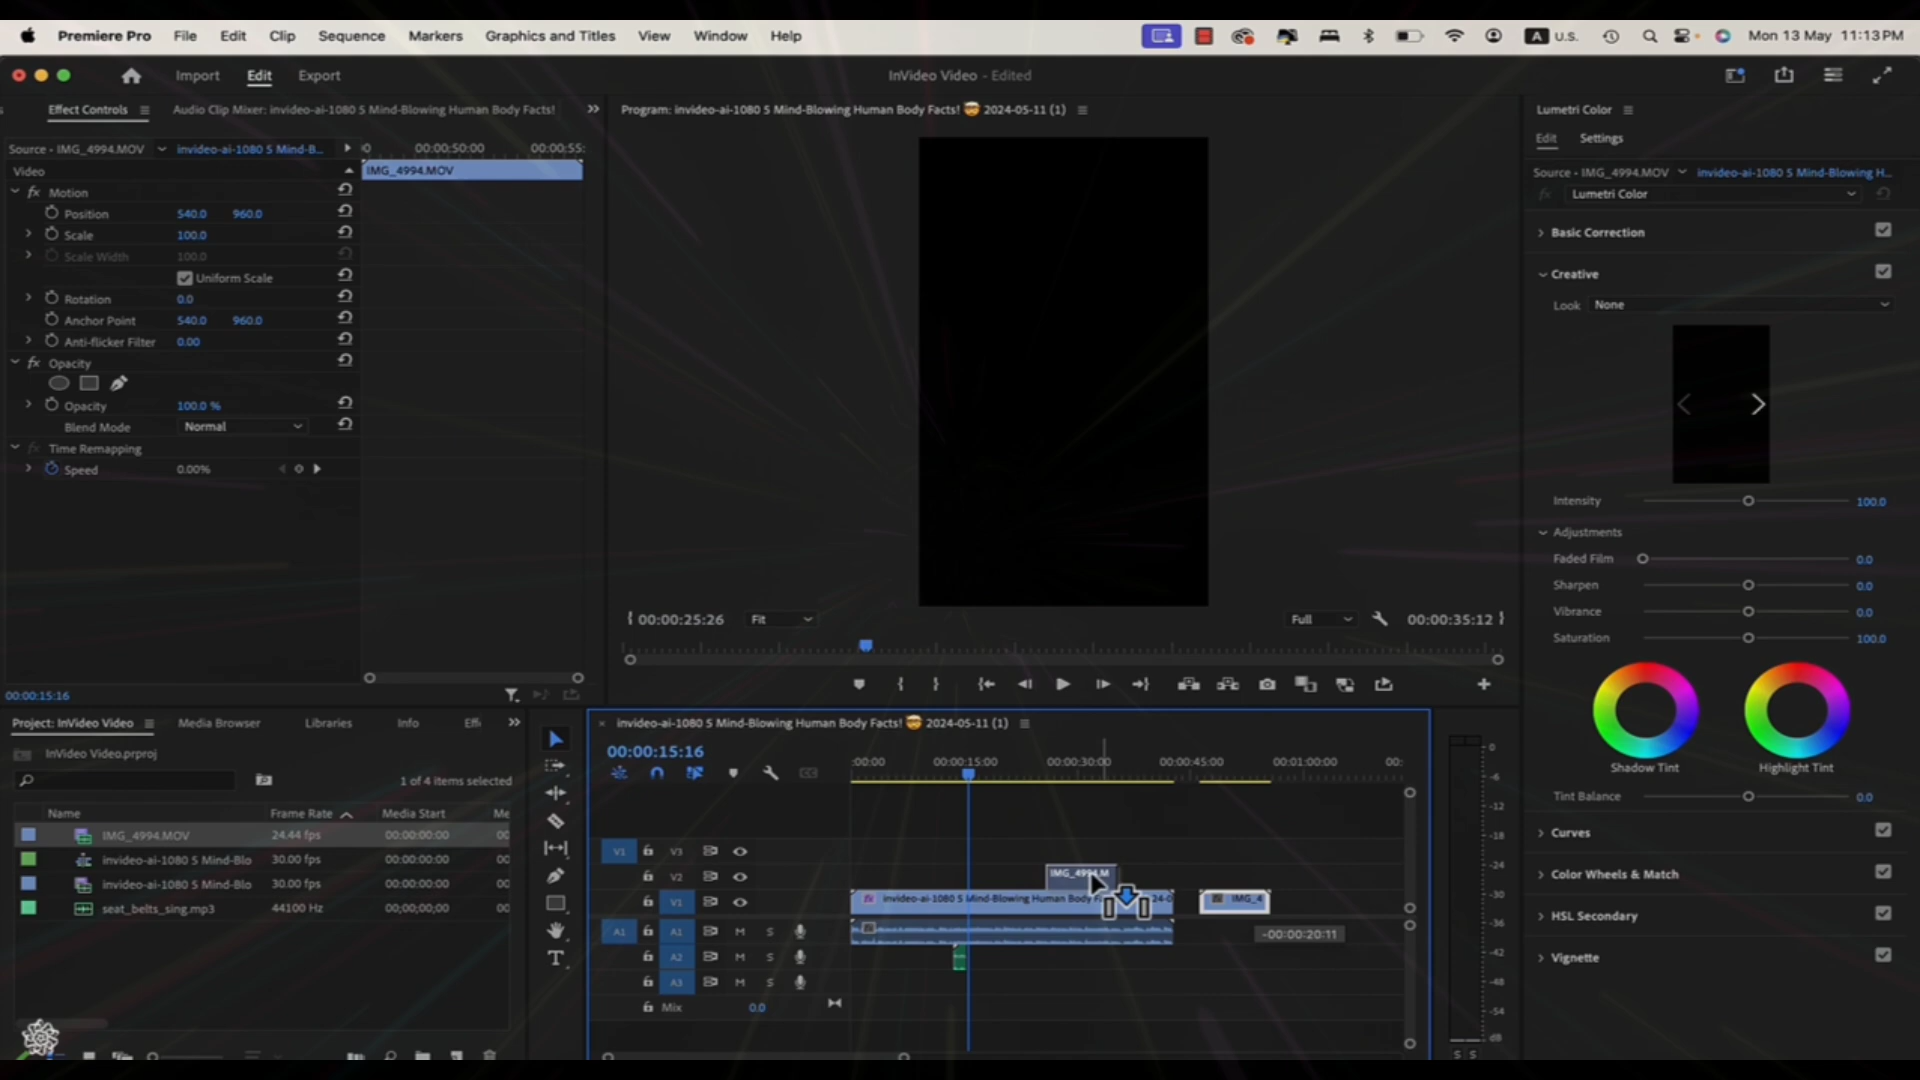 Premiere Pro File Edit Clip Sequence Markers Graphics and Titles View Window Help A U.S. Mon 13 May 11:13 PM
Import Edit Export InVideo Video - Edited
Effect Controls Audio Clip Mixer: invideo-ai-1080 5 Mind-Blowing Human Body Facts!
Program: invideo-ai-1080 5 Mind-Blowing Human Body Facts! 🤯 2024-05-11 (1)
Lumetri Color
Edit Settings
Source - IMG_4994.MOV invideo-ai-1080 5 Mind-B... 00:00:50:00 00:00:55:
Video
IMG_4994.MOV
Motion
Position 540.0 960.0
Scale 100.0
Scale Width 100.0
Uniform Scale
Rotation 0.0
Anchor Point 540.0 960.0
Anti-flicker Filter 0.00
Opacity
Opacity 100.0 %
Blend Mode Normal
Time Remapping
Speed 0.00%
00:00:15:16
00:00:25:26 Fit Full 00:00:35:12
Source - IMG_4994.MOV invideo-ai-1080 5 Mind-Blowing H...
fx Lumetri Color
Basic Correction
Creative
Look None
Intensity 100.0
Adjustments
Faded Film 0.0
Sharpen 0.0
Vibrance 0.0
Saturation 100.0
Shadow Tint Highlight Tint
Tint Balance 0.0
Curves
Color Wheels & Match
HSL Secondary
Vignette
Project: InVideo Video Media Browser Libraries Info Eff
InVideo Video.prproj
1 of 4 items selected
Name Frame Rate Media Start Me
IMG_4994.MOV 24.44 fps 00:00:00:00 00
invideo-ai-1080 5 Mind-Blo 30.00 fps 00:00:00:00 00
invideo-ai-1080 5 Mind-Blo 30.00 fps 00:00:00:00 00
seat_belts_sing.mp3 44100 Hz 00;00;00;00 00
invideo-ai-1080 5 Mind-Blowing Human Body Facts! 🤯 2024-05-11 (1)
00:00:15:16
:00:00 00:00:15:00 00:00:30:00 00:00:45:00 00:01:00:00 00:
V1 V3
V2 IMG_4994.M
V1 invideo-ai-1080 5 Mind-Blowing Human Body F 24-0 IMG_4
A1 A1 M S
-00:00:20:11
A2 M S
A3 M S
Mix 0.0
0
-6
-12
-18
-24
-30
-36
-42
-48
-54
dB
S S